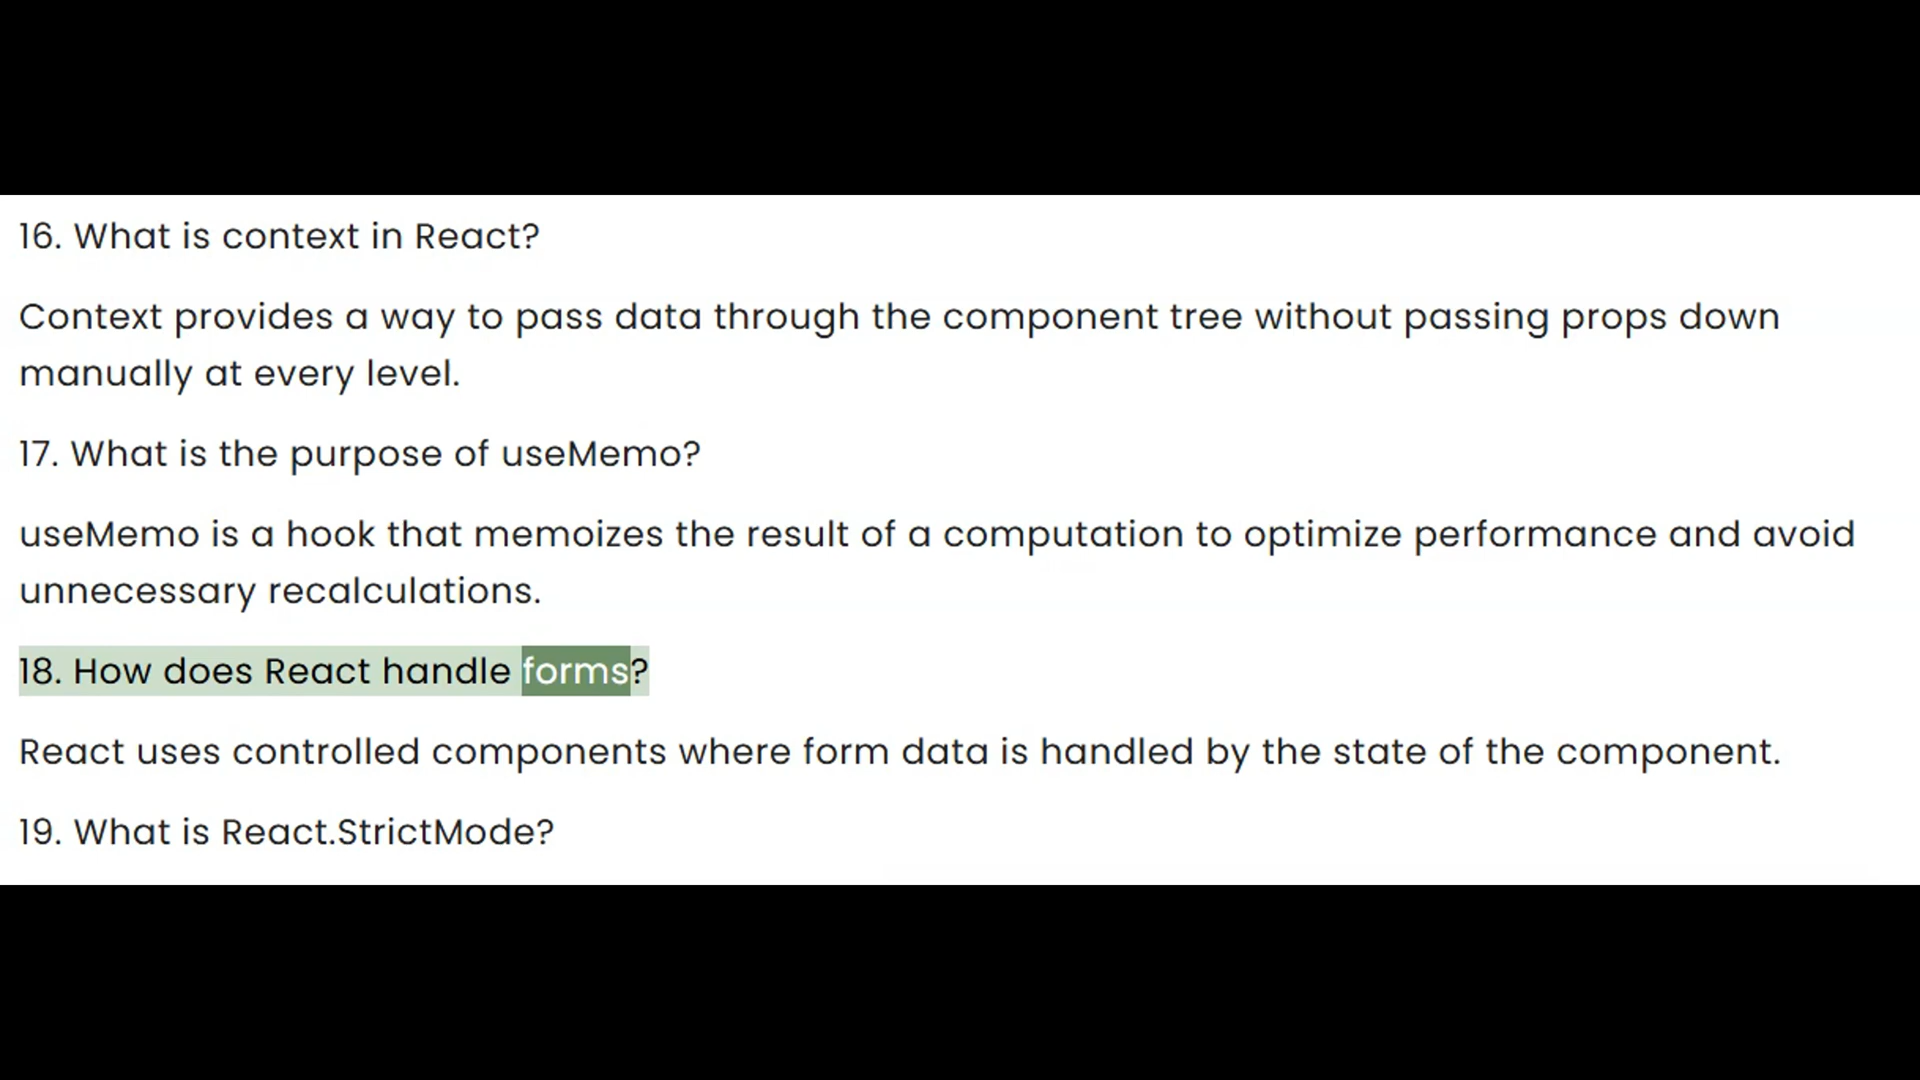 16. What is context in React?
Context provides a way to pass data through the component tree without passing props down
manually at every level.
17. What is the purpose of useMemo?
useMemo is a hook that memoizes the result of a computation to optimize performance and avoid
unnecessary recalculations.
18. How does React handle forms?
React uses controlled components where form data is handled by the state of the component.
19. What is React.StrictMode?